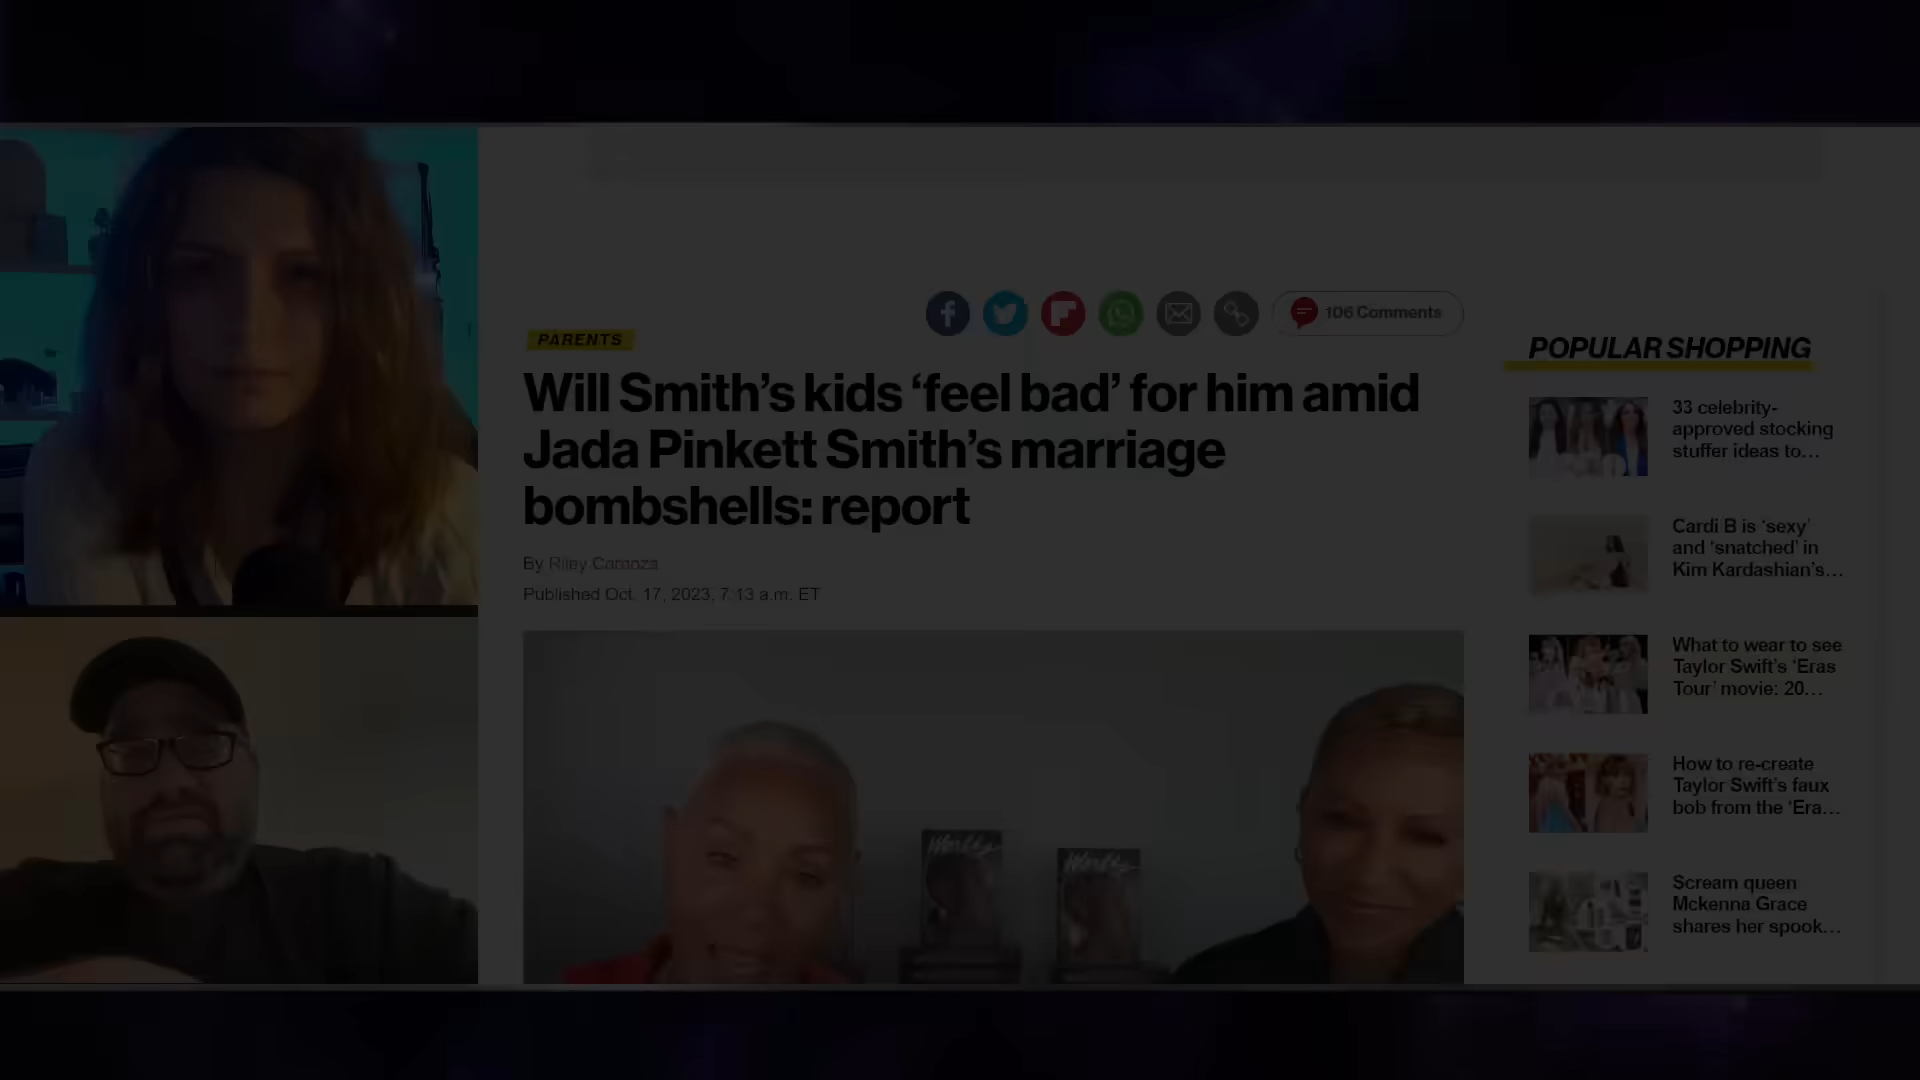 106 Comments
PARENTS
Will Smith's kids ‘feel bad’ for him amid
Jada Pinkett Smith's marriage
bombshells: report
By Riley Cardoza
Published Oct. 17, 2023, 7:13 a.m. ET
Worthy
Worthy
POPULAR SHOPPING
33 celebrity-
approved stocking
stuffer ideas to...
Cardi B is ‘sexy’
and ‘snatched’ in
Kim Kardashian's...
What to wear to see
Taylor Swift's ‘Eras
Tour’ movie: 20...
How to re-create
Taylor Swift's faux
bob from the ‘Era...
Scream queen
Mckenna Grace
shares her spook...